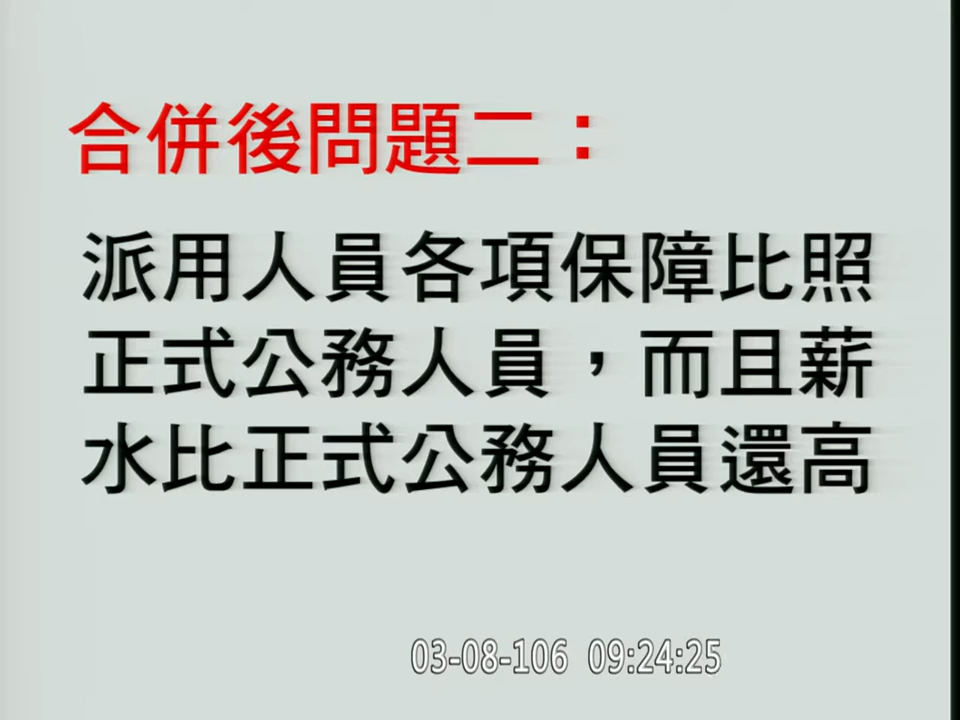 合併後問題二：
派用人員各項保障比照
正式公務人員，而且薪
水比正式公務人員還高
03-08-106 09:24:25